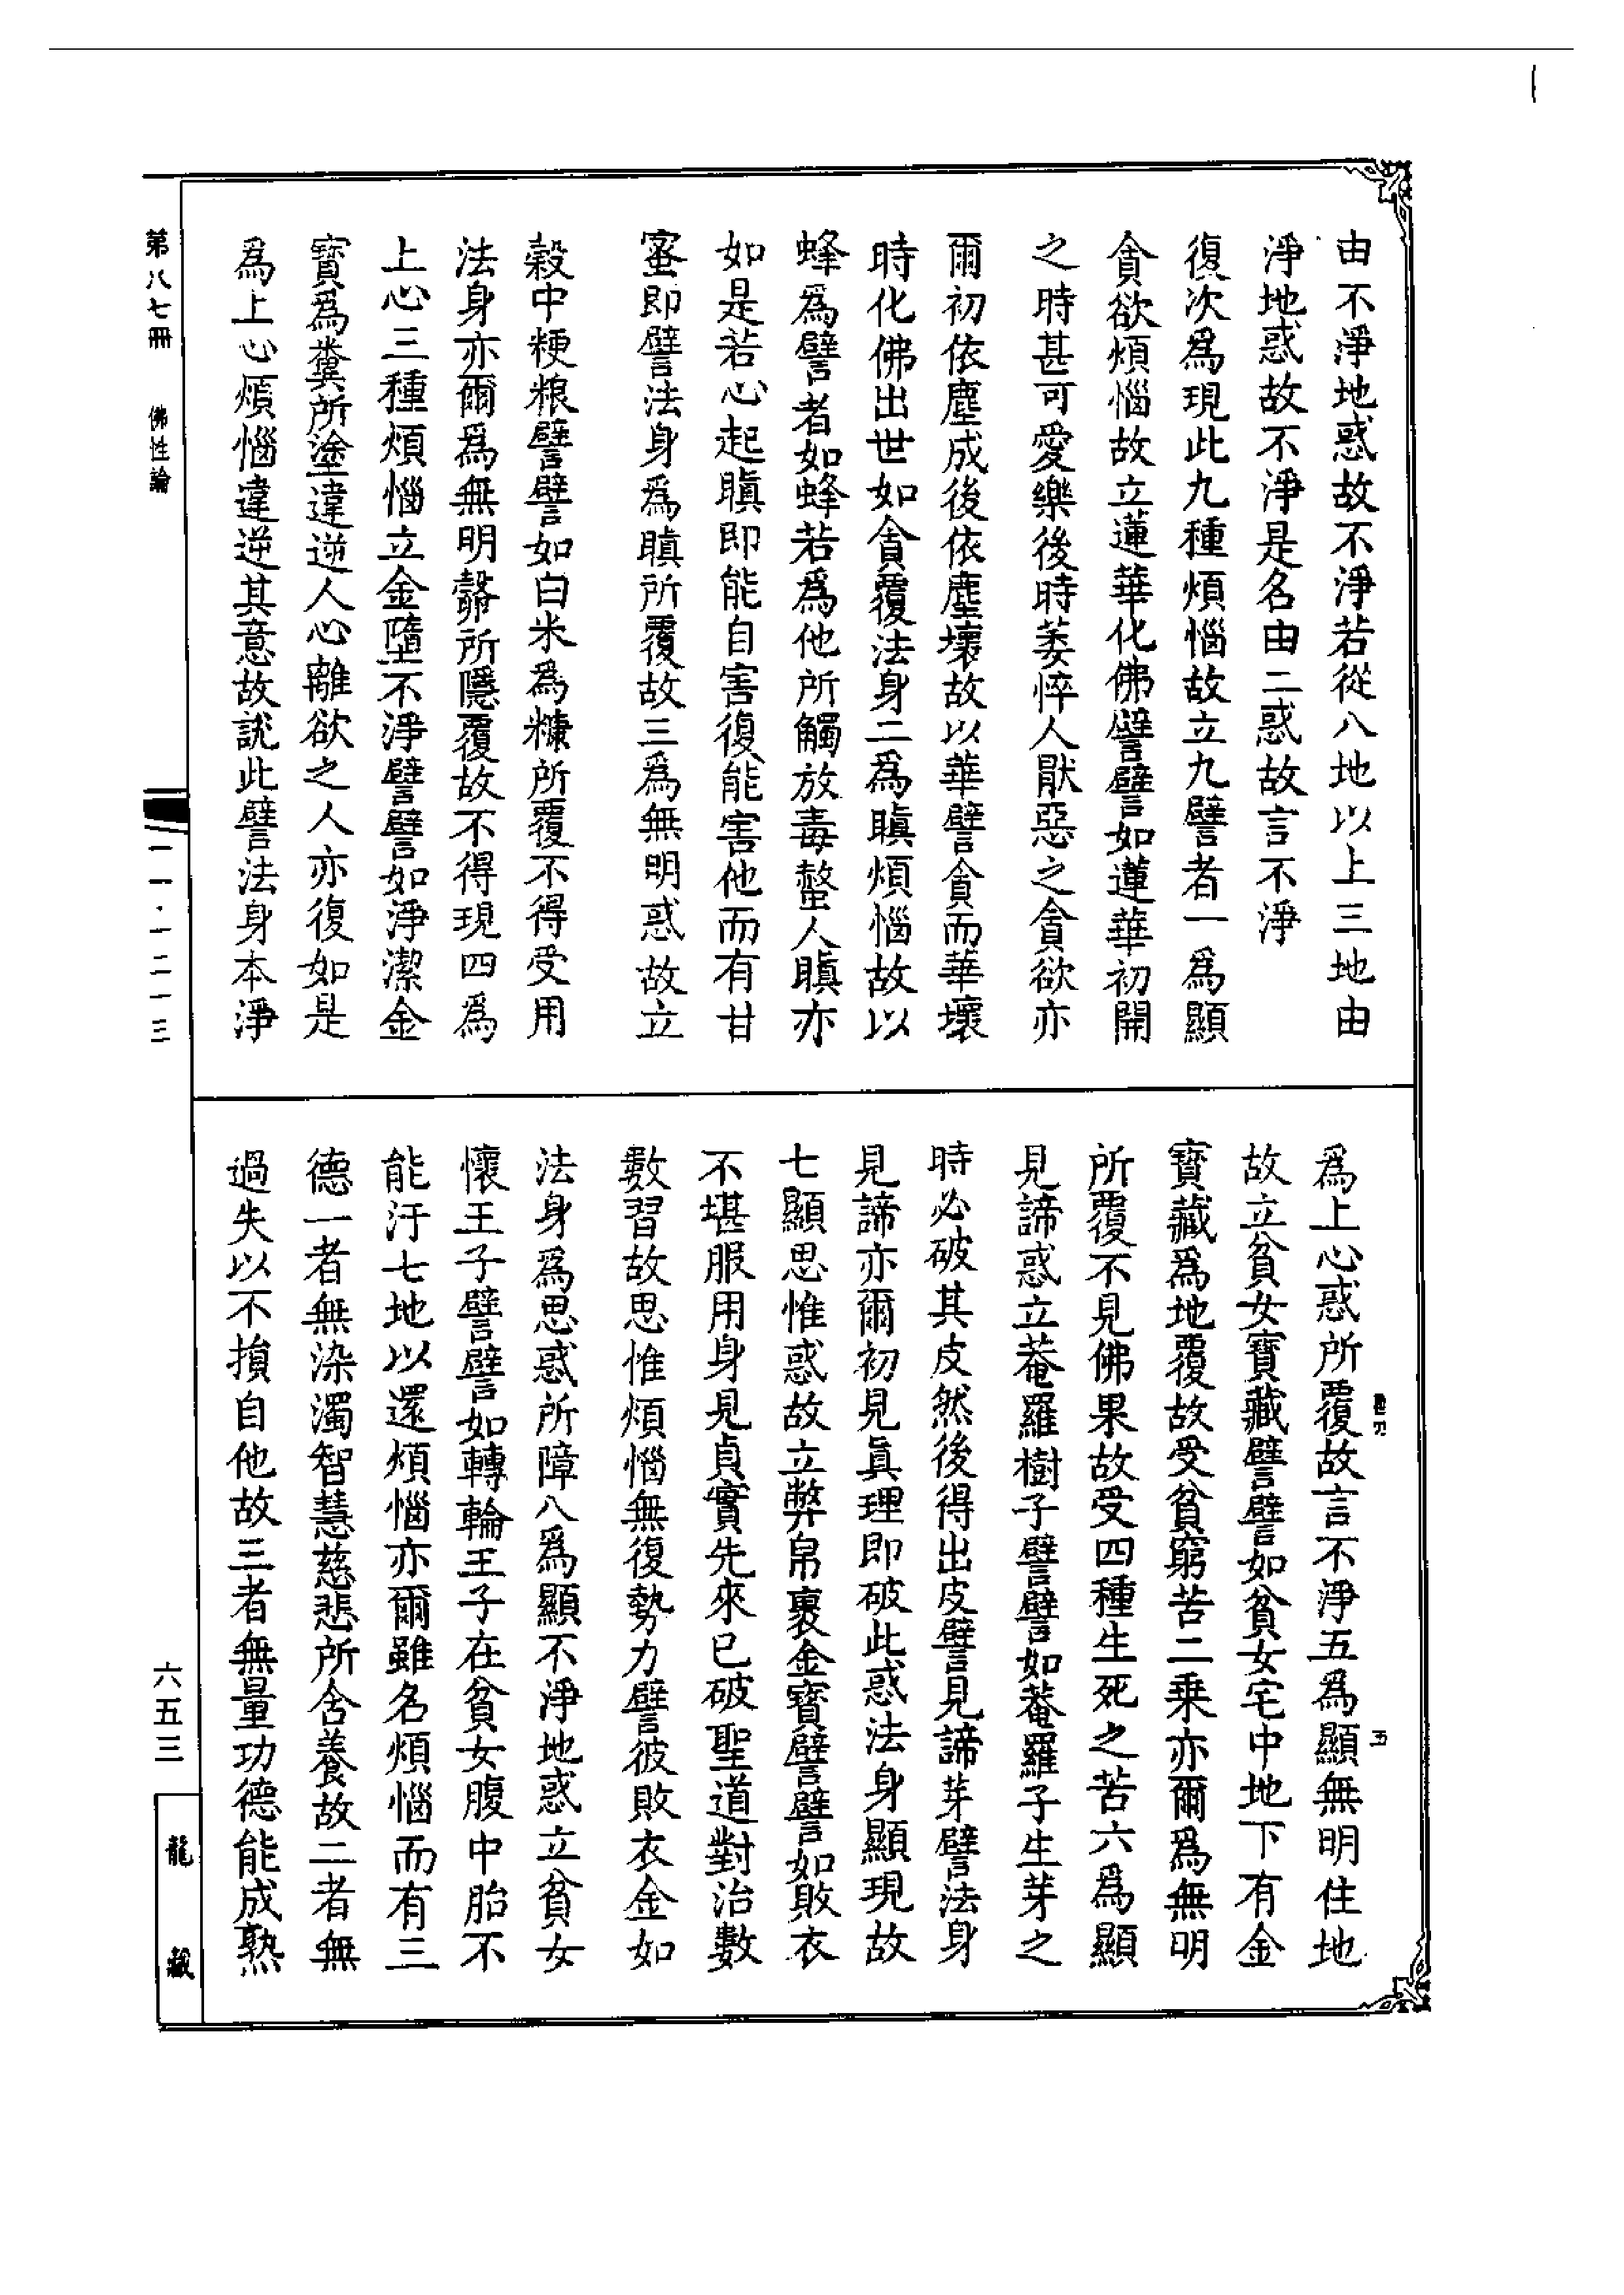 由不淨地惑故不淨若從八地以上三地由
淨地惑故不淨是名由二惑故言不淨
復次為現此九種煩惱故立九譬者一為顯
貪欲煩惱故立蓮華化佛譬譬如蓮華初開
之時甚可愛樂後時萎悴人猒惡之貪欲亦
爾初依塵成後依塵壞故以華譬貪而華壞
時化佛出世如貪覆法身二為瞋煩惱故以
蜂為譬者如蜂若為他所觸放毒螫人瞋亦
如是若心起瞋即能自害復能害他而有甘
蜜即譬法身為瞋所覆故三為無明惑故立
穀中粳粮譬譬如白米為糠所覆不得受用
法身亦爾為無明㲉所隱覆故不得現四為
上心三種煩惱立金墮不淨譬譬如淨潔金
寶為糞所塗違逆人心離欲之人亦復如是
為上心煩惱違逆其意故說此譬法身本淨
為上心惑所覆故言不淨五為顯無明住地
故立貧女寶藏譬譬如貧女宅中地下有金
寶藏為地覆故受貧窮苦二乘亦爾為無明
所覆不見佛果故受四種生死之苦六為顯
見諦惑立菴羅樹子譬譬如菴羅子生芽之
時必破其皮然後得出皮譬見諦芽譬法身
見諦亦爾初見真理即破此惑法身顯現故
七顯思惟惑故立弊帛裹金寶譬譬如敗衣
不堪服用身見貞實先來已破聖道對治數
數習故思惟煩惱無復勢力譬彼敗衣金如
法身為思惑所障八為顯不淨地惑立貧女
懷王子譬譬如轉輪王子在貧女腹中胎不
能汙七地以還煩惱亦爾雖名煩惱而有三
德一者無染濁智慧慈悲所含養故二者無
過失以不損自他故三者無量功德能成熟
第八七冊 佛性論
一一·一二一三
六五三
龍 藏
五